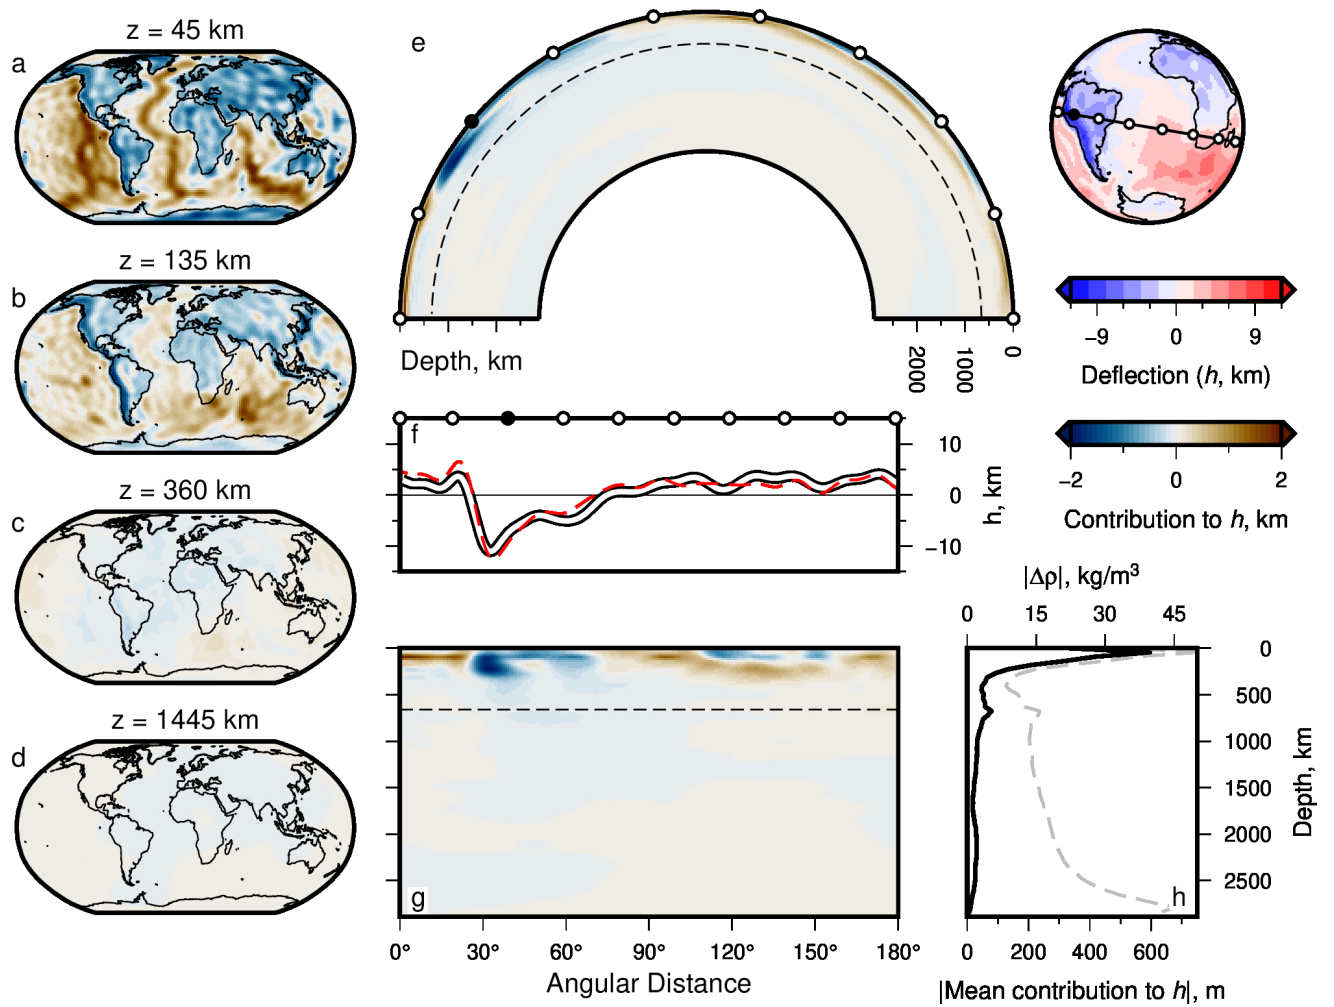 z = 45 km
a
z = 135 km
b
z = 360 km
c
z = 1445 km
d
e
Depth, km
2000
1000
0
−9 0 9
Deflection (h, km)
−2 0 2
Contribution to h, km
f
10
0
−10
h, km
g
0° 30° 60° 90° 120° 150° 180°
Angular Distance
|Δρ|, kg/m³
0 15 30 45
0
500
1000
1500
2000
2500
Depth, km
h
0 200 400 600
|Mean contribution to h|, m